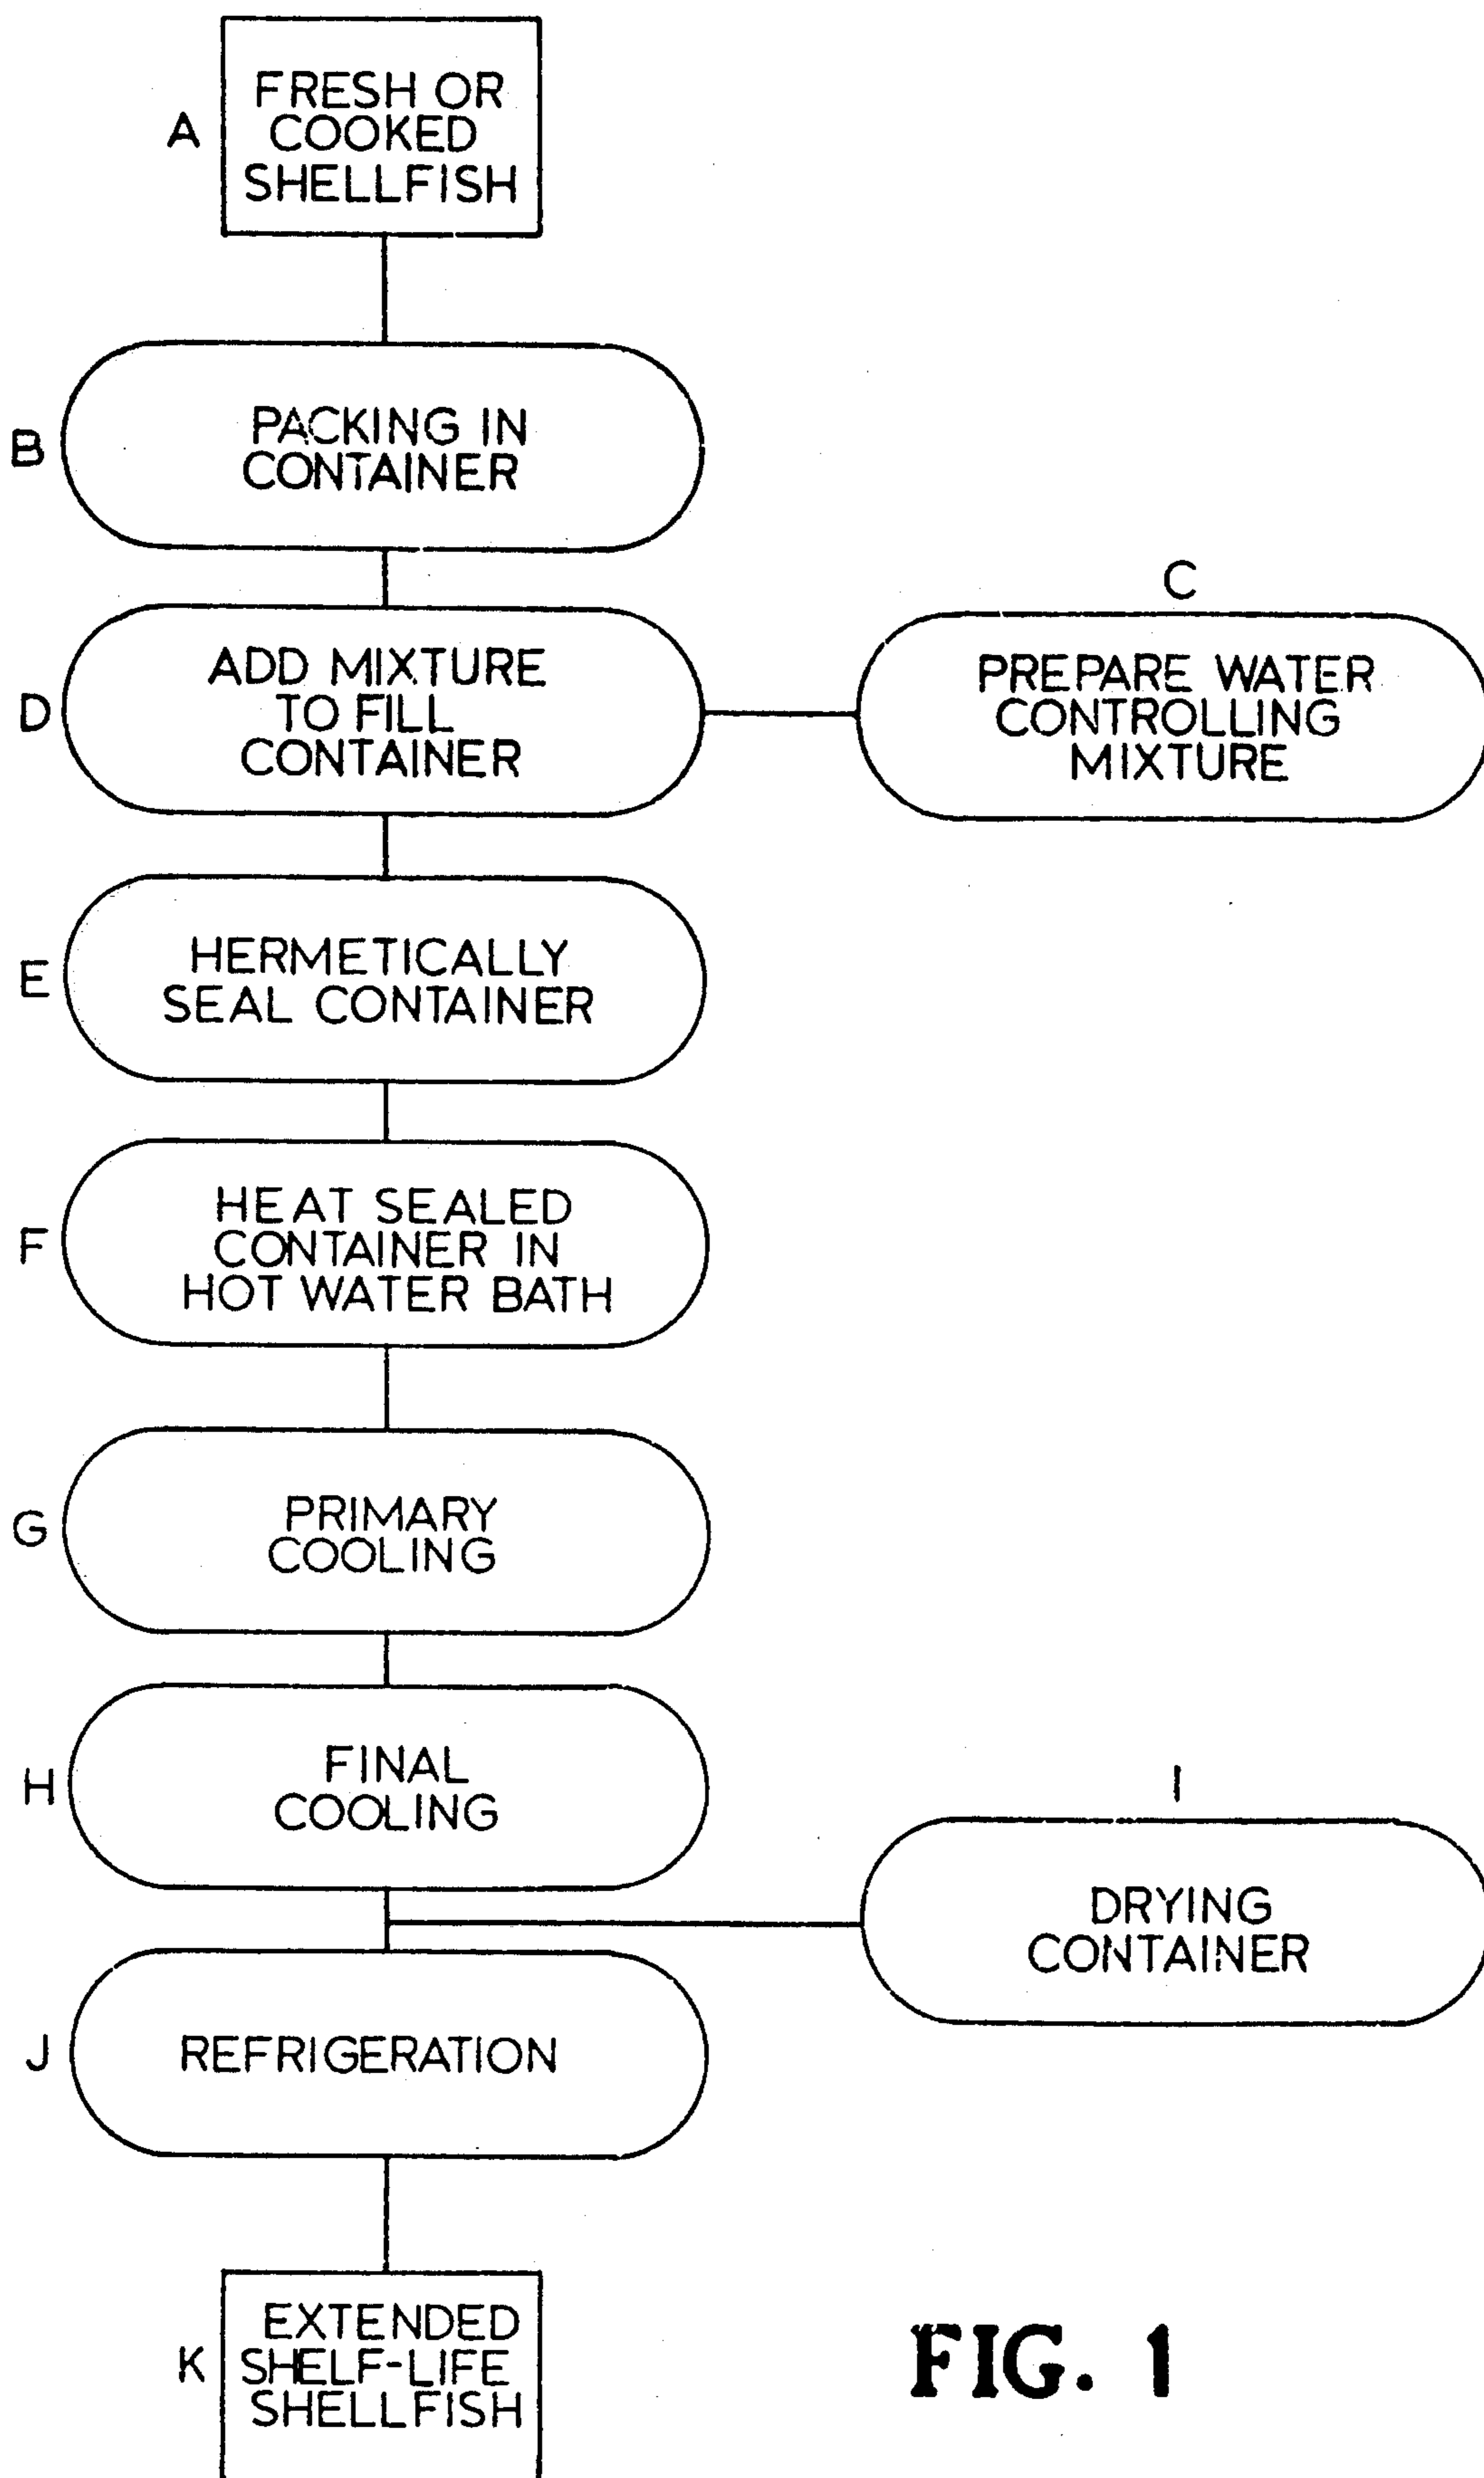 A
FRESH OR
COOKED
SHELLFISH
B
PACKING IN
CONTAINER
C
PREPARE WATER
CONTROLLING
MIXTURE
D
ADD MIXTURE
TO FILL
CONTAINER
E
HERMETICALLY
SEAL CONTAINER
F
HEAT SEALED
CONTAINER IN
HOT WATER BATH
G
PRIMARY
COOLING
H
FINAL
COOLING
I
DRYING
CONTAINER
J
REFRIGERATION
K
EXTENDED
SHELF-LIFE
SHELLFISH
FIG. 1